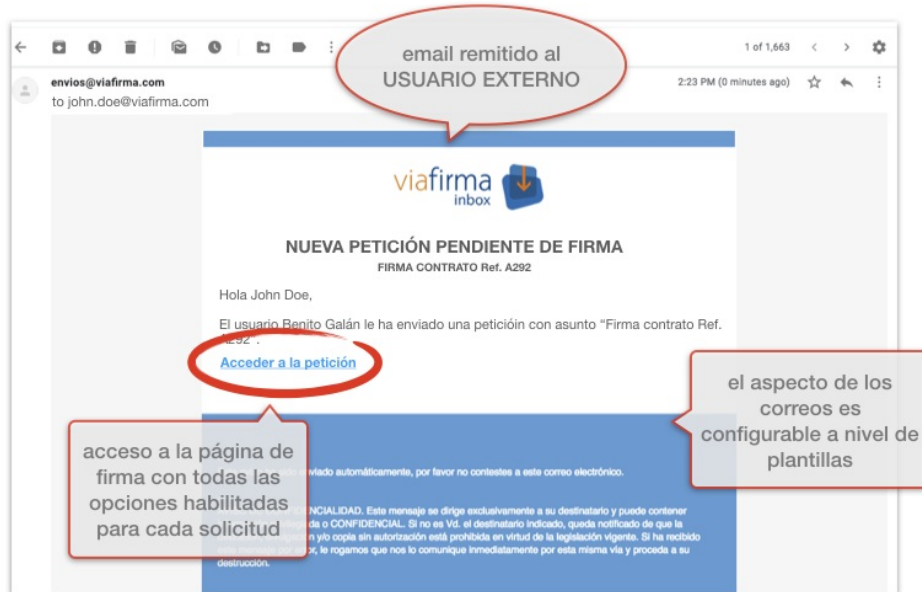 email remitido al
USUARIO EXTERNO
1 of 1,663
envios@viafirma.com
2:23 PM (0 minutes ago)
to john.doe@viafirma.com
viafirma
inbox
NUEVA PETICIÓN PENDIENTE DE FIRMA
FIRMA CONTRATO Ref. A292
Hola John Doe,
El usuario Benito Galán le ha enviado una peticióin con asunto “Firma contrato Ref.
A292”.
Acceder a la petición
el aspecto de los
correos es
configurable a nivel de
plantillas
acceso a la página de
firma con todas las
opciones habilitadas
para cada solicitud
enviado automáticamente, por favor no contestes a este correo electrónico.
Este mensaje se dirige exclusivamente a su destinatario y puede contener
o CONFIDENCIAL. Si no es Vd. el destinatario indicado, queda notificado de que la
y/o copia sin autorización está prohibida en virtud de la legislación vigente. Si ha recibido
le rogamos que nos lo comunique inmediatamente por esta misma vía y proceda a su
destrucción.